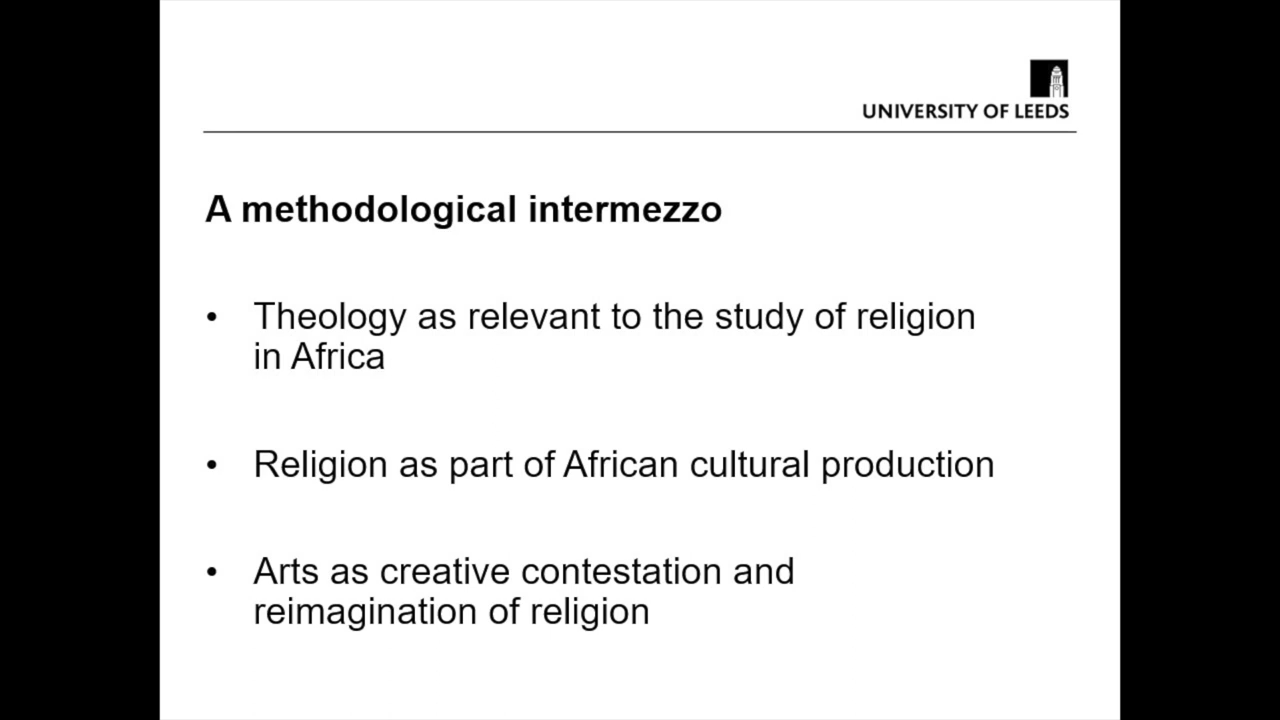 UNIVERSITY OF LEEDS
A methodological intermezzo
• Theology as relevant to the study of religion
in Africa
• Religion as part of African cultural production
• Arts as creative contestation and
reimagination of religion